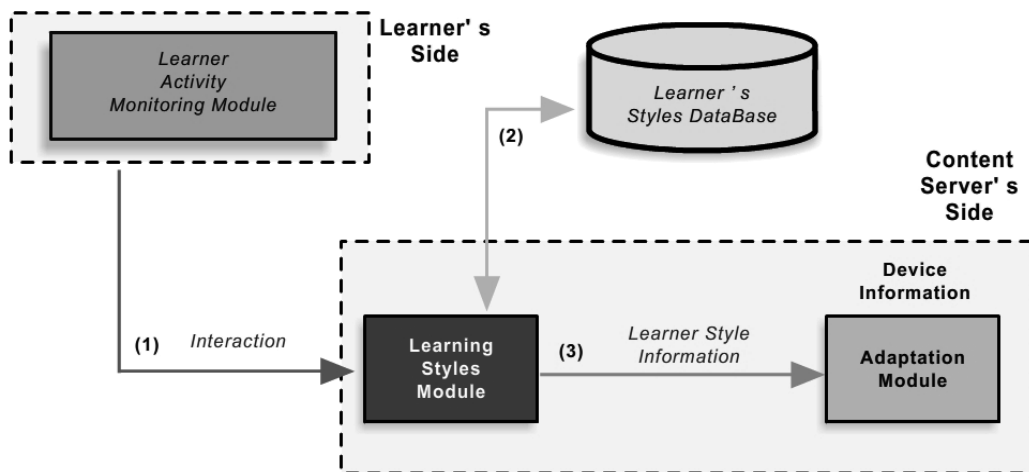 Learner' s
Side
Learner
Activity
Monitoring Module
Learner ' s
Styles DataBase
(2)
Content
Server' s
Side
Device
Information
(1)
Interaction
Learning
Styles
Module
(3)
Learner Style
Information
Adaptation
Module